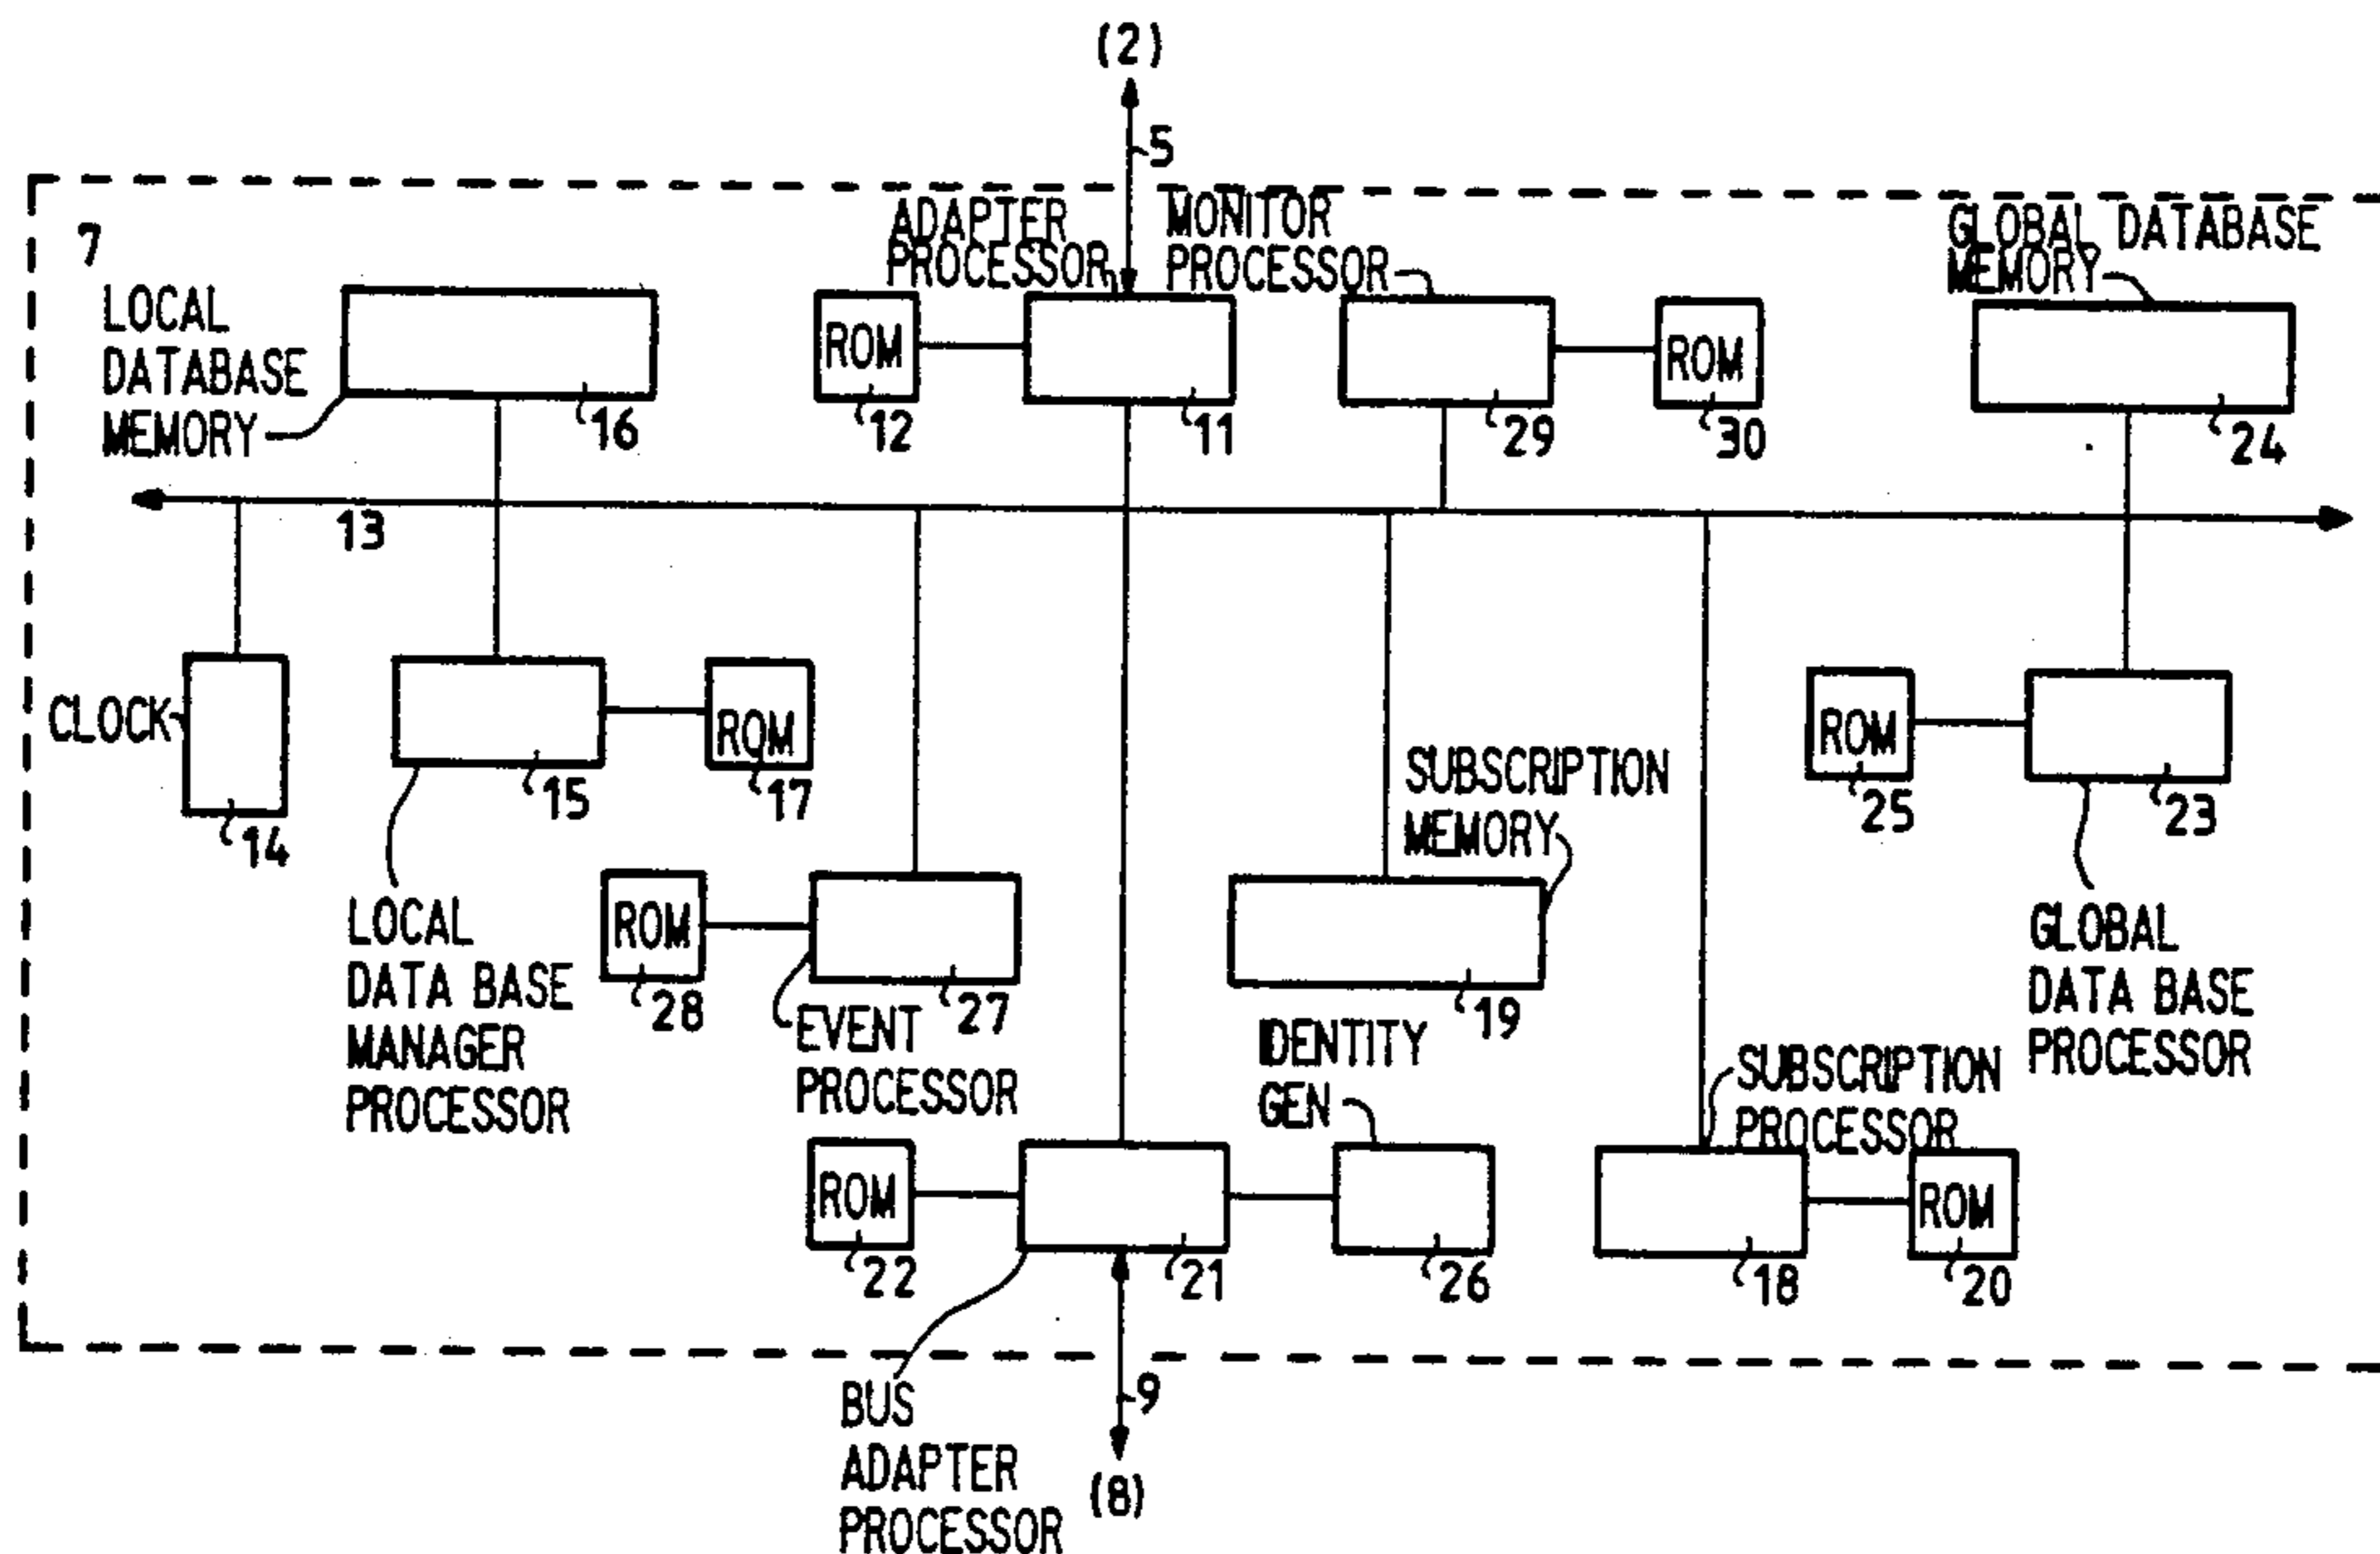 (2)
5
7
ADAPTER
PROCESSOR
MONITOR
PROCESSOR
GLOBAL DATABASE
MEMORY
LOCAL
DATABASE
MEMORY
ROM
ROM
16
12
11
29
30
24
13
CLOCK
ROM
ROM
14
15
17
25
23
SUBSCRIPTION
MEMORY
LOCAL
DATA BASE
MANAGER
PROCESSOR
ROM
28
27
EVENT
PROCESSOR
19
GLOBAL
DATA BASE
PROCESSOR
IDENTITY
GEN
SUBSCRIPTION
PROCESSOR
ROM
ROM
22
21
26
18
20
BUS
ADAPTER
PROCESSOR
9
(8)